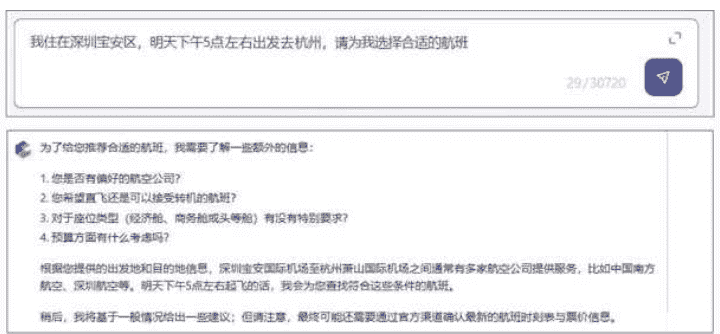 我住在深圳宝安区，明天下午5点左右出发去杭州，请为我选择合适的航班
29/30720
为了给您推荐合适的航班，我需要了解一些额外的信息：
1. 您是否有偏好的航空公司？
2. 您希望直飞还是可以接受转机的航班？
3. 对于座位类型（经济舱、商务舱或头等舱）有没有特别要求？
4. 预算方面有什么考虑吗？
根据您提供的出发地和目的地信息，深圳宝安国际机场至杭州萧山国际机场之间通常有多家航空公司提供服务，比如中国南方
航空、深圳航空等。明天下午5点左右起飞的话，我会为您查找符合这些条件的航班。
稍后，我将基于一般情况给出一些建议；但请注意，最终可能还需要通过官方渠道确认最新的航班时刻表与票价信息。